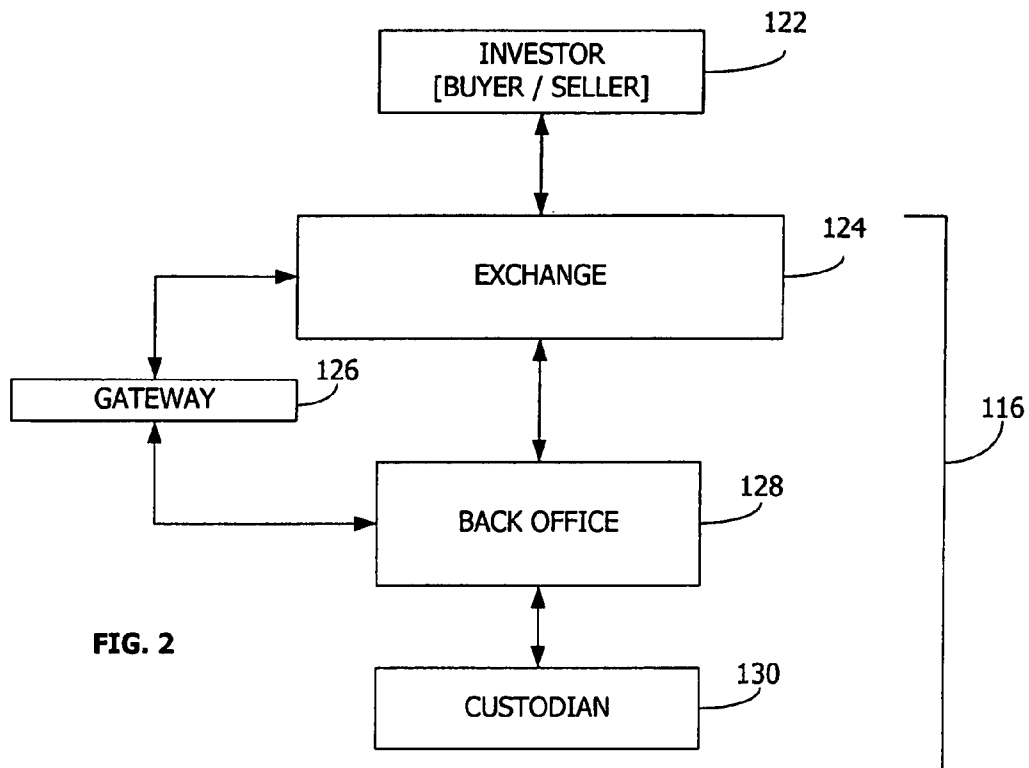 122
INVESTOR
[BUYER / SELLER]
124
EXCHANGE
126
GATEWAY
116
128
BACK OFFICE
FIG. 2
130
CUSTODIAN